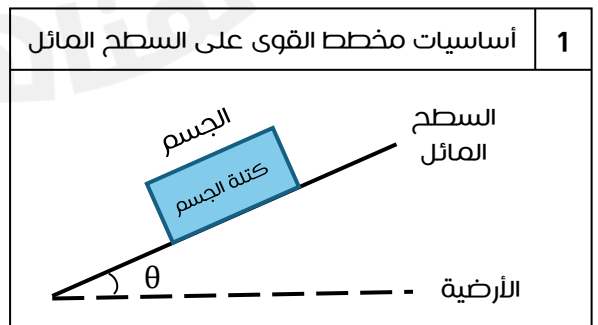 1
أساسيات مخطط القوى على السطح المائل
الجسم
السطح
المائل
كتلة الجسم
θ
الأرضية